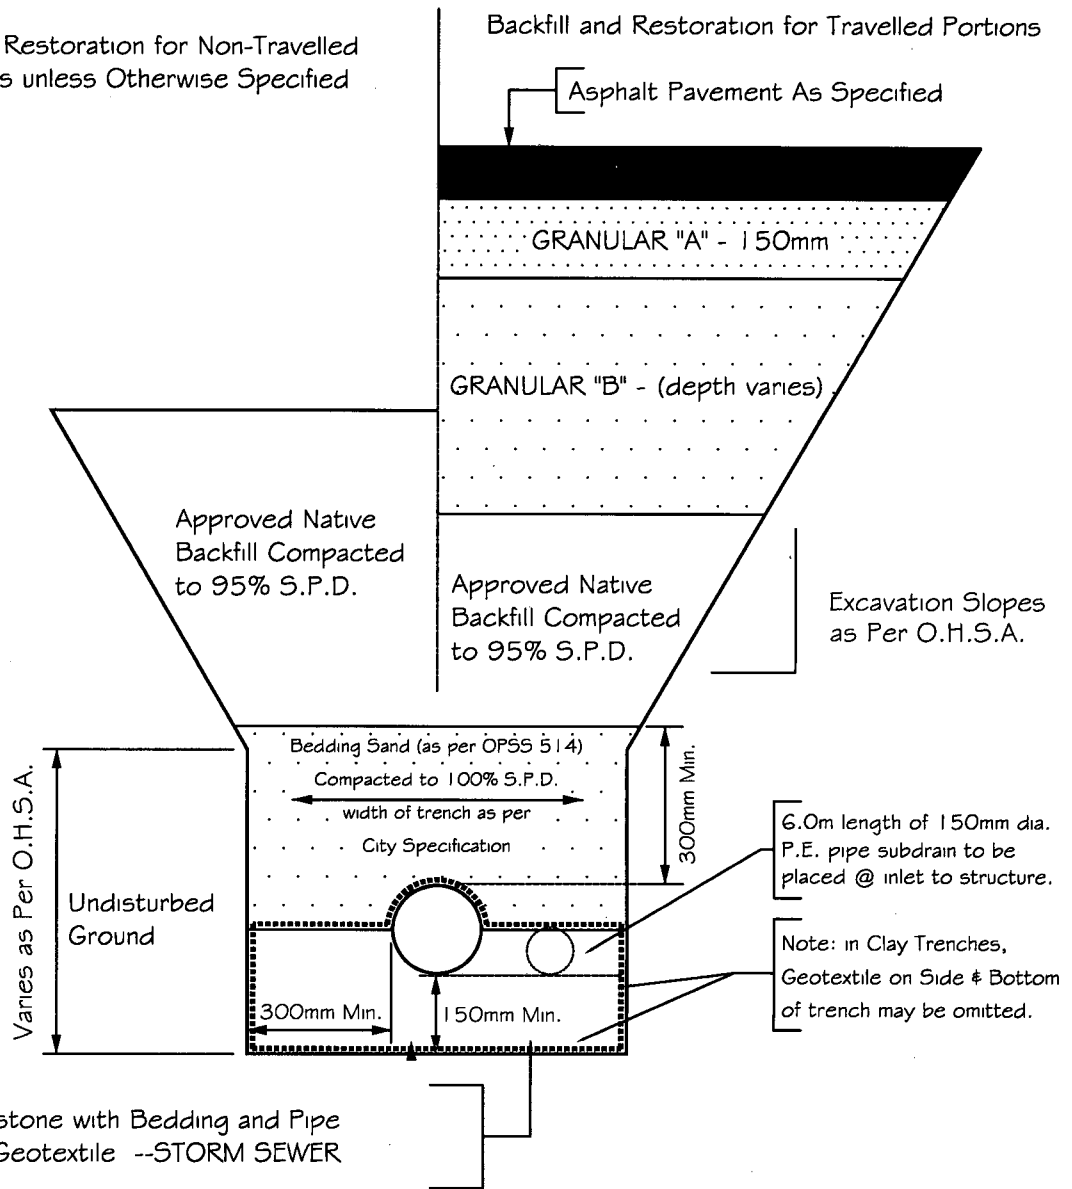 Restoration for Non-Travelled
s unless Otherwise Specified
Backfill and Restoration for Travelled Portions
Asphalt Pavement As Specified
GRANULAR "A" - 150mm
GRANULAR "B" - (depth varies)
Approved Native
Backfill Compacted
to 95% S.P.D.
Approved Native
Backfill Compacted
to 95% S.P.D.
Excavation Slopes
as Per O.H.S.A.
Bedding Sand (as per OPSS 514)
Compacted to 100% S.P.D.
width of trench as per
City Specification
300mm Min.
Varies as Per O.H.S.A.
Undisturbed
Ground
6.0m length of 150mm dia.
P.E. pipe subdrain to be
placed @ inlet to structure.
Note: in Clay Trenches,
Geotextile on Side & Bottom
of trench may be omitted.
300mm Min.
150mm Min.
stone with Bedding and Pipe
Geotextile --STORM SEWER